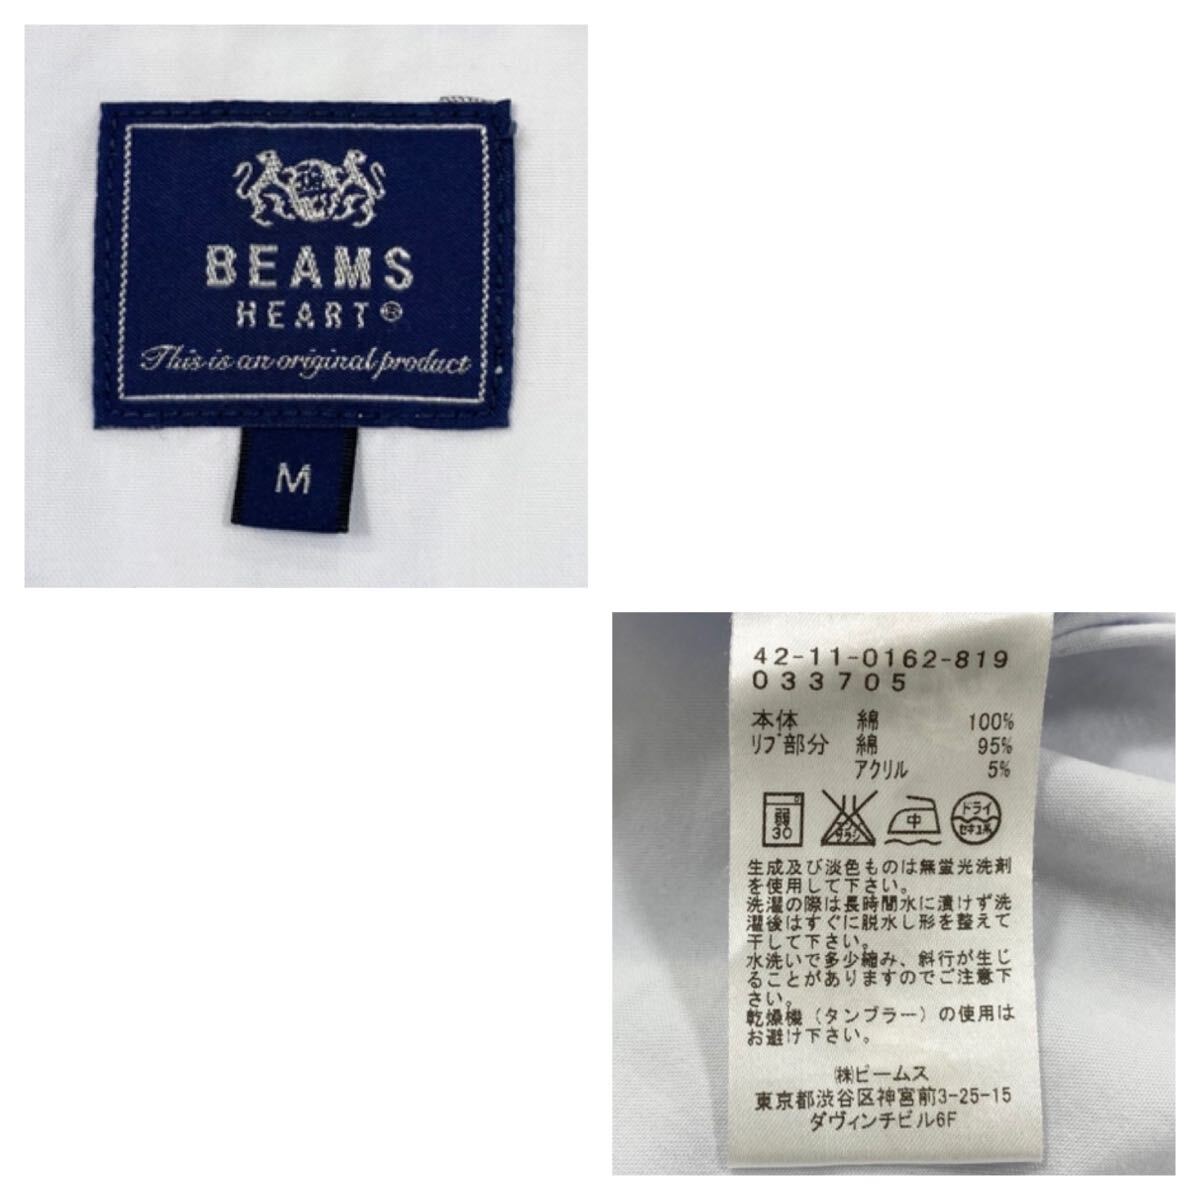 BEAMS
HEART®
This is an original product
M
42-11-0162-819
033705
本体 綿 100%
リブ部分 綿 95%
アクリル 5%
弱
30
エンソ
サラシ
中
ドライ
セキユ系
生成及び淡色ものは無蛍光洗剤
を使用して下さい。
洗濯の際は長時間水に漬けず洗
濯後はすぐに脱水し形を整えて
干して下さい。
水洗いで多少縮み、斜行が生じ
ることがありますのでご注意下
さい。
乾燥機（タンブラー）の使用は
お避け下さい。
㈱ビームス
東京都渋谷区神宮前3-25-15
ダヴィンチビル6F